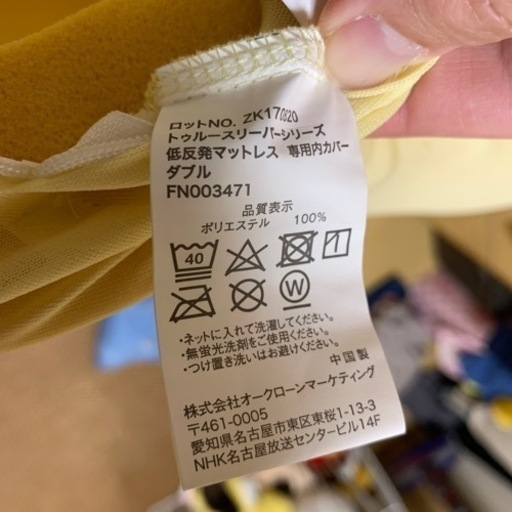 ロットNO. ZK170820
トゥルースリーパーシリーズ
低反発マットレス 専用内カバー
ダブル
FN003471
品質表示
ポリエステル 100%
40
W
・ネットに入れて洗濯してください。
・無蛍光洗剤をご使用ください。
・つけ置き洗いはお避けください。
中国製
株式会社オークローンマーケティング
〒461-0005
愛知県名古屋市東区東桜1-13-3
NHK名古屋放送センタービル14F